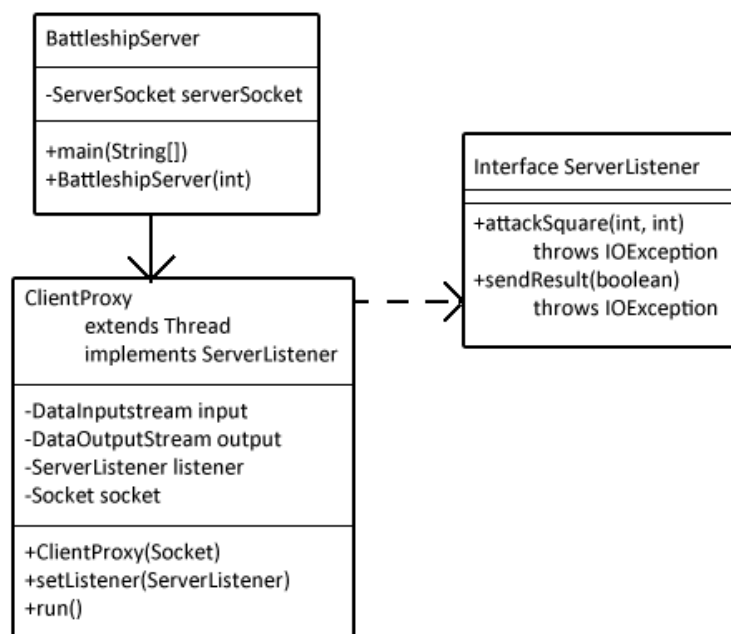 BattleshipServer
-ServerSocket serverSocket
+main(String[])
+BattleshipServer(int)
Interface ServerListener
+attackSquare(int, int)
throws IOException
+sendResult(boolean)
throws IOException
ClientProxy
extends Thread
implements ServerListener
-DataInputstream input
-DataOutputStream output
-ServerListener listener
-Socket socket
+ClientProxy(Socket)
+setListener(ServerListener)
+run()